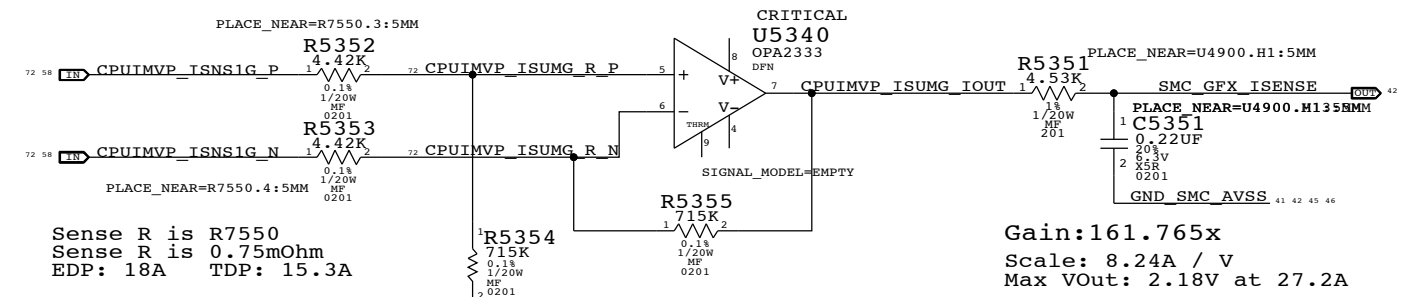 CRITICAL
PLACE_NEAR=R7550.3:5MM
R5352
4.42K
72 58 IN CPUIMVP_ISNS1G_P 1 2
0.1%
1/20W
MF
0201
72 CPUIMVP_ISUMG_R_P 5
U5340
OPA2333
DFN
8
+
V+
6
-
V-
7
THRM
4
9
CPUIMVP_ISUMG_IOUT
SIGNAL_MODEL=EMPTY
PLACE_NEAR=U4900.H1:5MM
R5351
4.53K
1 2
1%
1/20W
MF
201
SMC_GFX_ISENSE OUT 42
1
C5351
0.22UF
20%
6.3V
X5R
0201
2
GND_SMC_AVSS 41 42 45 46
R5353
4.42K
72 58 IN CPUIMVP_ISNS1G_N 1 2
0.1%
1/20W
MF
0201
72 CPUIMVP_ISUMG_R_N
PLACE_NEAR=R7550.4:5MM
R5355
715K
1 2
0.1%
1/20W
MF
0201
1
R5354
715K
0.1%
1/20W
MF
0201
2
Sense R is R7550
Sense R is 0.75mOhm
EDP: 18A TDP: 15.3A
Gain:161.765x
Scale: 8.24A / V
Max VOut: 2.18V at 27.2A